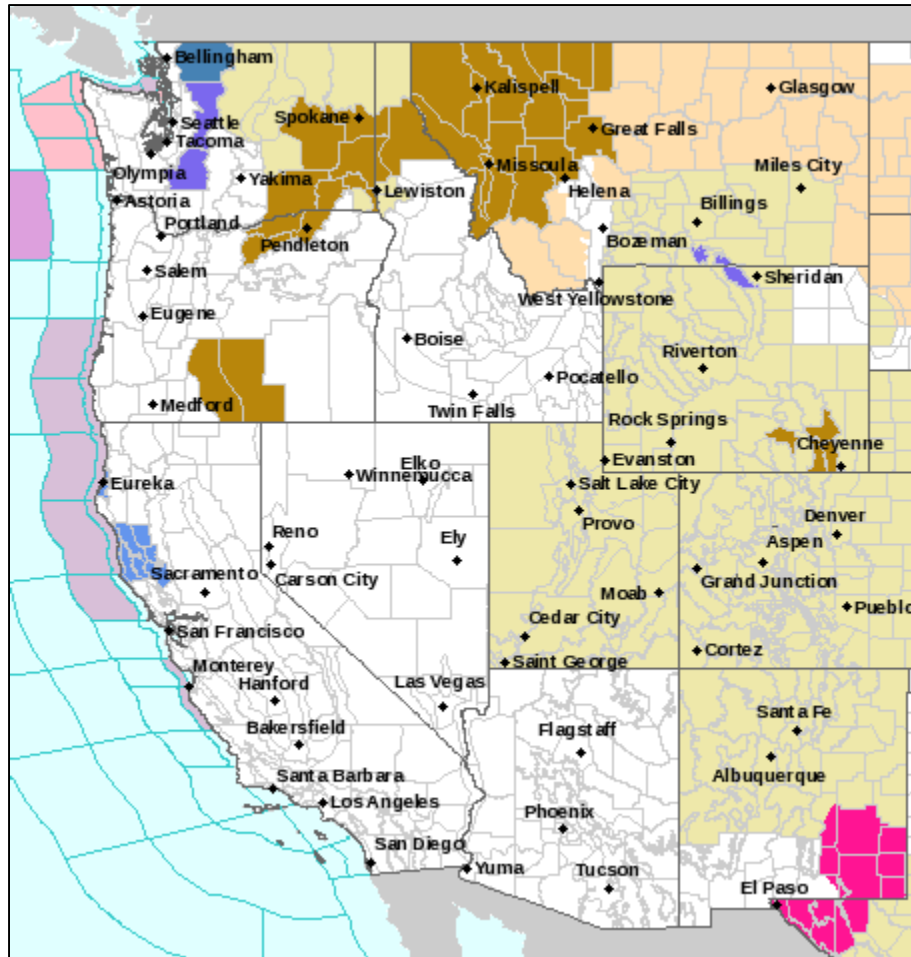 Bellingham
Kalispell
Glasgow
Spokane
Seattle
Great Falls
Tacoma
Olympia
Missoula
Miles City
Yakima
Lewiston
Helena
Astoria
Billings
Portland
Pendleton
Bozeman
Salem
Sheridan
West Yellowstone
Eugene
Boise
Riverton
Pocatello
Medford
Twin Falls
Rock Springs
Cheyenne
Elko
Evanston
Eureka
Winnemucca
Salt Lake City
Provo
Denver
Reno
Ely
Aspen
Sacramento
Carson City
Grand Junction
Moab
Pueblo
Cedar City
San Francisco
Cortez
Saint George
Monterey
Hanford
Las Vegas
Santa Fe
Bakersfield
Flagstaff
Albuquerque
Santa Barbara
Los Angeles
Phoenix
San Diego
Yuma
Tucson
El Paso